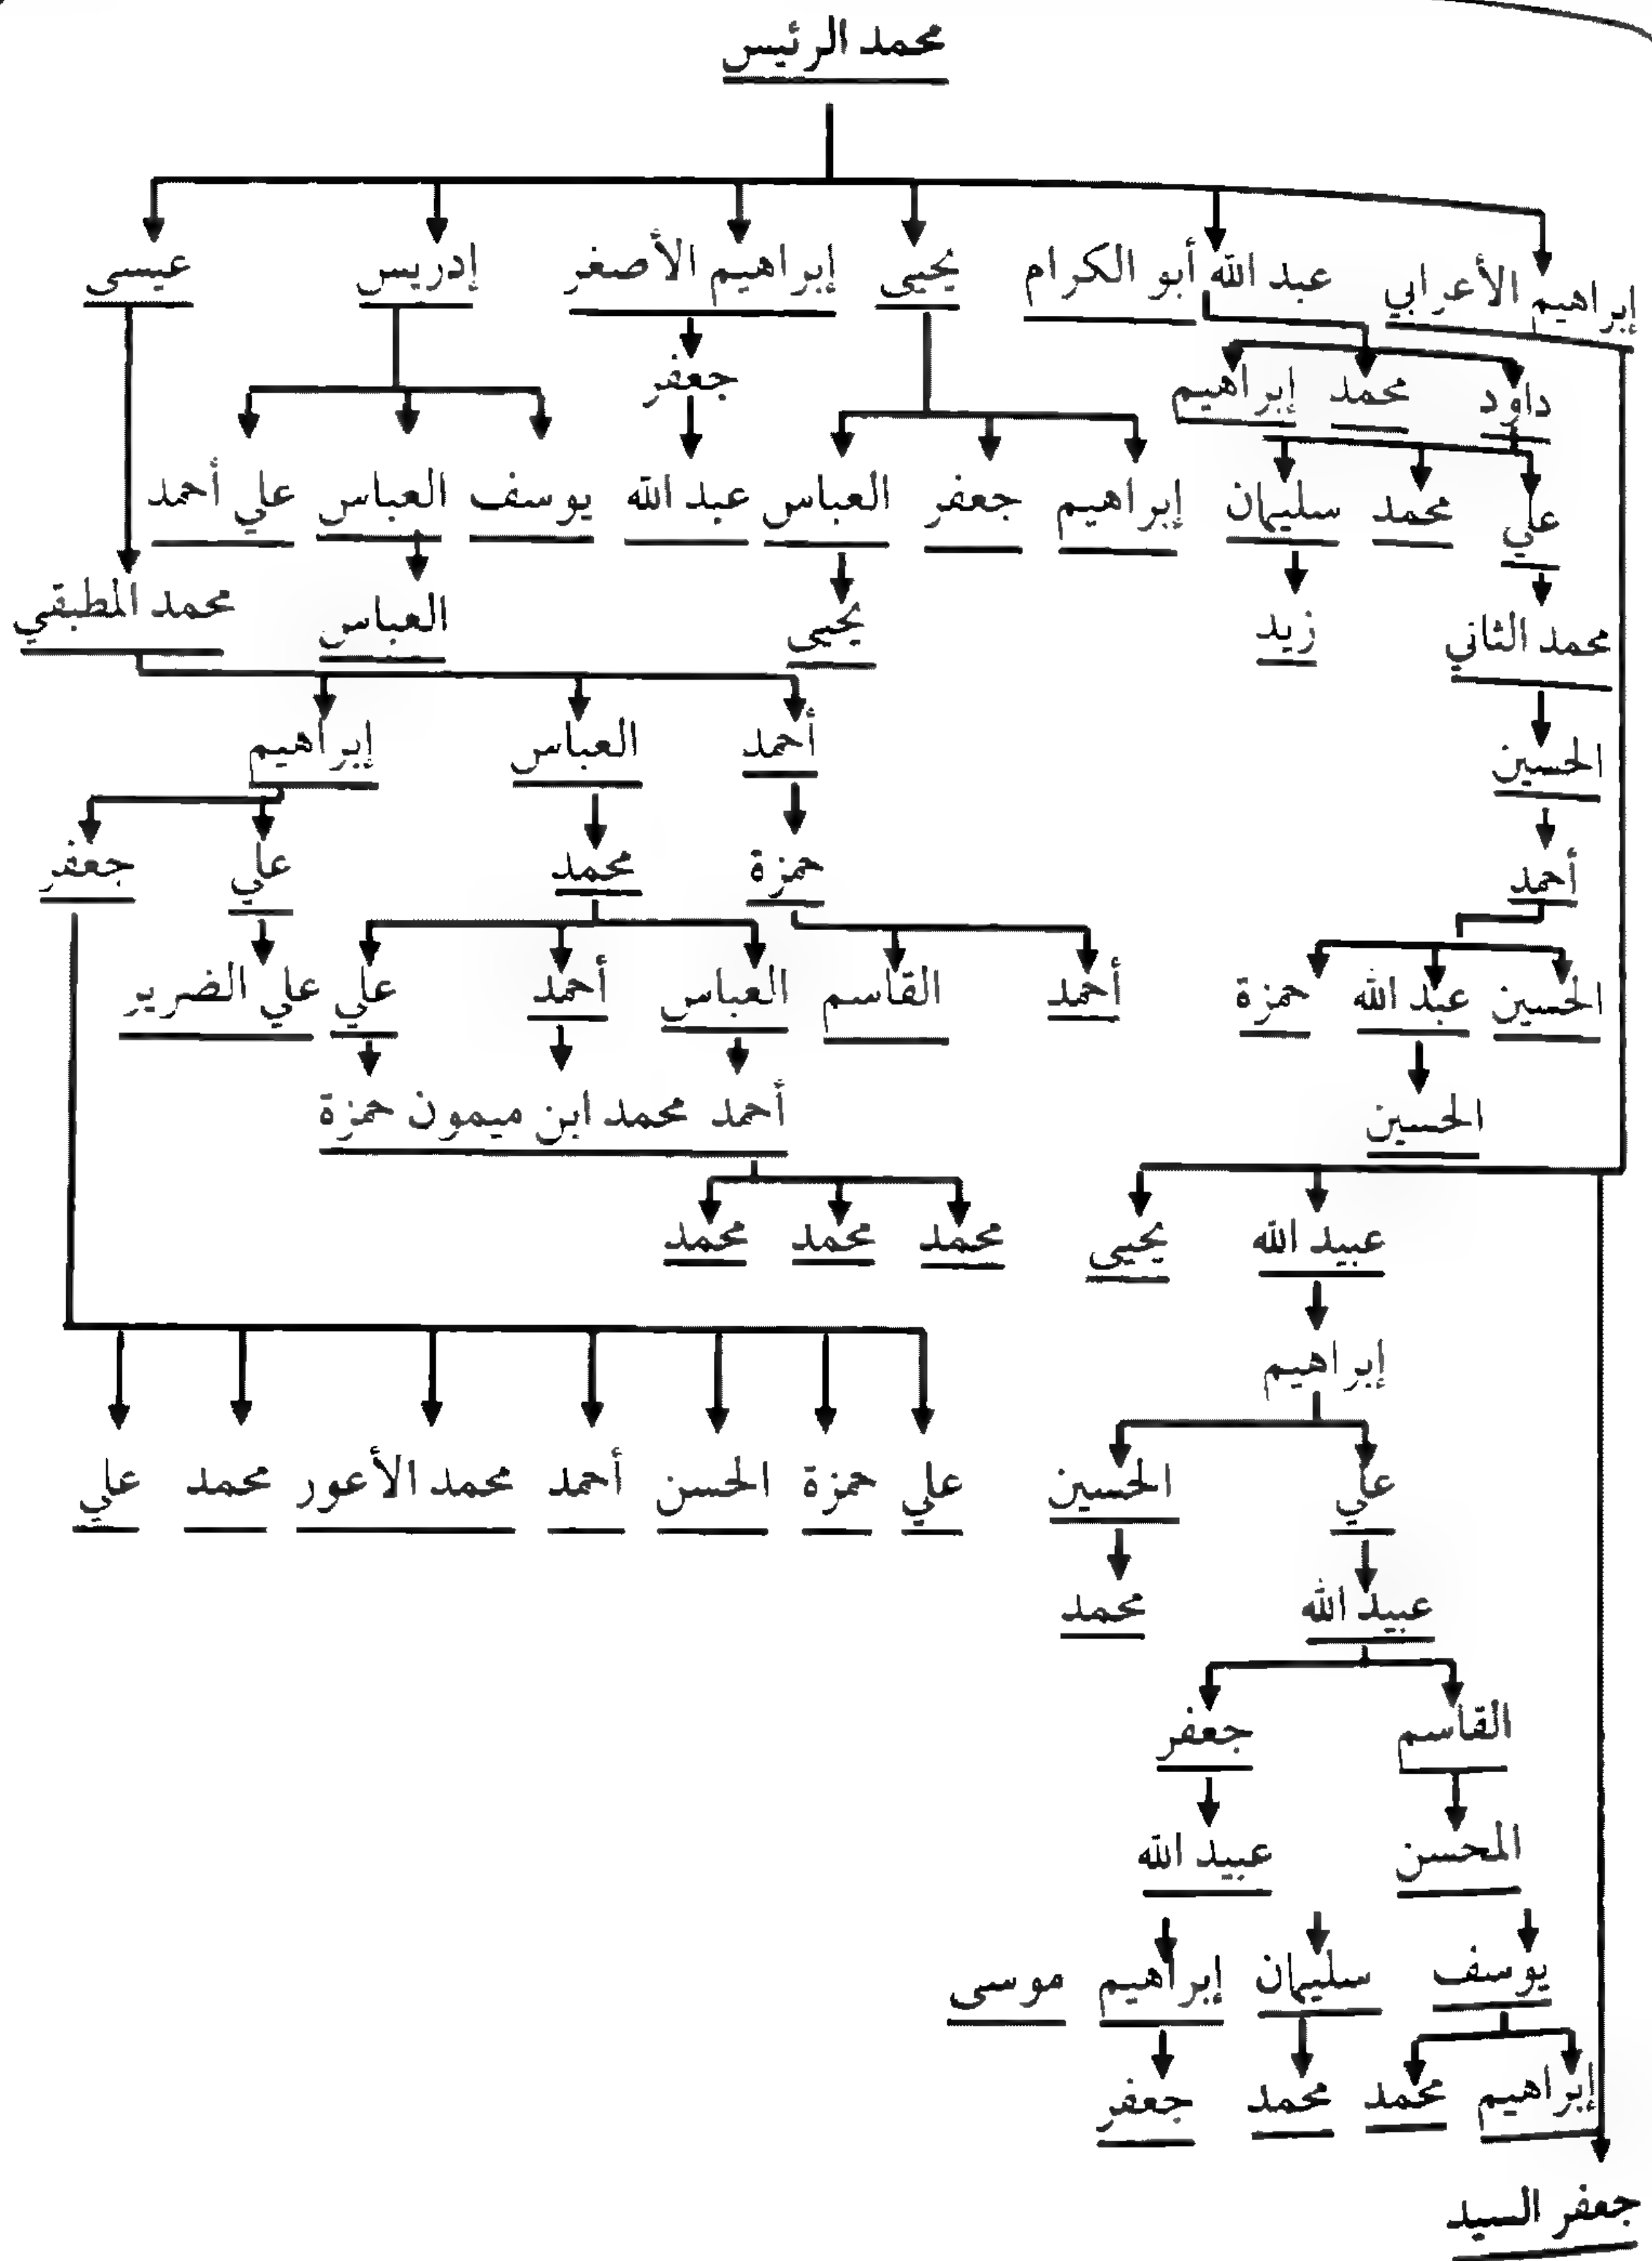 محمد الرئيس
إبراهيم الأعرابي عبد الله أبو الكرام يحيى إبراهيم الأصغر إدريس عيسى
داود محمد إبراهيم جعفر
علي محمد سليمان إبراهيم جعفر العباس عبد الله يوسف العباس علي أحمد
محمد الثاني زيد يحيى العباس محمد المطبقي
الحسين أحمد العباس إبراهيم
أحمد حمزة محمد علي جعفر
الحسين عبد الله حمزة أحمد القاسم العباس أحمد علي علي الضرير
الحسين أحمد محمد ابن ميمون حمزة
عبيد الله يحيى محمد محمد محمد
إبراهيم
علي الحسين علي حمزة الحسن أحمد محمد الأعور محمد علي
عبيد الله محمد
القاسم جعفر
المحسن عبيد الله
يوسف سليمان إبراهيم موسى
إبراهيم محمد محمد جعفر
جعفر السيد